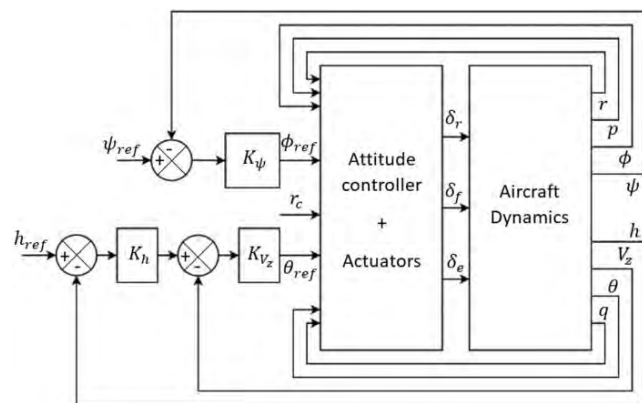 ψ_ref
+
-
K_ψ
ϕ_ref
r_c
h_ref
+
-
K_h
+
-
K_{V_z}
θ_ref
Attitude
controller
+
Actuators
δ_r
δ_f
δ_e
Aircraft
Dynamics
r
p
ϕ
ψ
h
V_z
θ
q